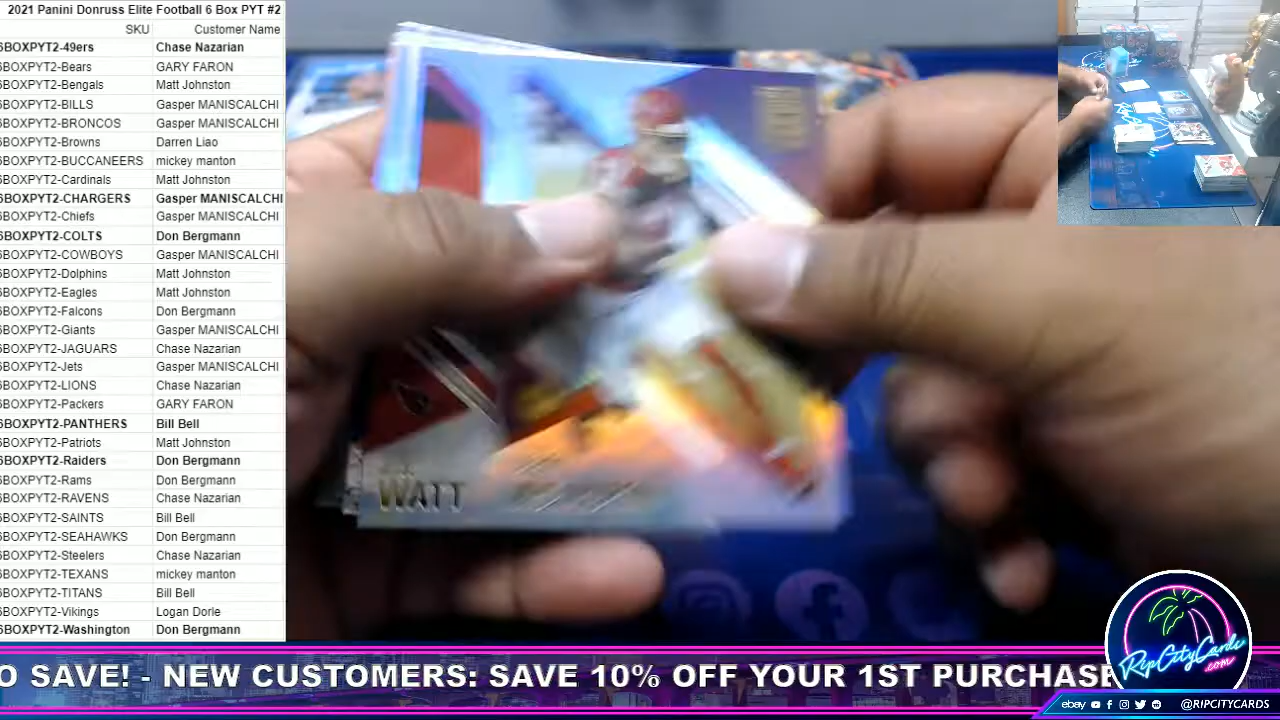 2021 Panini Donruss Elite Football 6 Box PYT #2
SKU Customer Name
6BOXPYT2-49ers Chase Nazarian
6BOXPYT2-Bears GARY FARON
6BOXPYT2-Bengals Matt Johnston
6BOXPYT2-BILLS Gasper MANISCALCHI
6BOXPYT2-BRONCOS Gasper MANISCALCHI
6BOXPYT2-Browns Darren Liao
6BOXPYT2-BUCCANEERS mickey manton
6BOXPYT2-Cardinals Matt Johnston
6BOXPYT2-CHARGERS Gasper MANISCALCHI
6BOXPYT2-Chiefs Gasper MANISCALCHI
6BOXPYT2-COLTS Don Bergmann
6BOXPYT2-COWBOYS Gasper MANISCALCHI
6BOXPYT2-Dolphins Matt Johnston
6BOXPYT2-Eagles Matt Johnston
6BOXPYT2-Falcons Don Bergmann
6BOXPYT2-Giants Gasper MANISCALCHI
6BOXPYT2-JAGUARS Chase Nazarian
6BOXPYT2-Jets Gasper MANISCALCHI
6BOXPYT2-LIONS Chase Nazarian
6BOXPYT2-Packers GARY FARON
6BOXPYT2-PANTHERS Bill Bell
6BOXPYT2-Patriots Matt Johnston
6BOXPYT2-Raiders Don Bergmann
6BOXPYT2-Rams Don Bergmann
6BOXPYT2-RAVENS Chase Nazarian
6BOXPYT2-SAINTS Bill Bell
6BOXPYT2-SEAHAWKS Don Bergmann
6BOXPYT2-Steelers Chase Nazarian
6BOXPYT2-TEXANS mickey manton
6BOXPYT2-TITANS Bill Bell
6BOXPYT2-Vikings Logan Dorle
6BOXPYT2-Washington Don Bergmann
WATT
RipCityCards
.com
O SAVE! - NEW CUSTOMERS: SAVE 10% OFF YOUR 1ST PURCHASE
ebay @RIPCITYCARDS